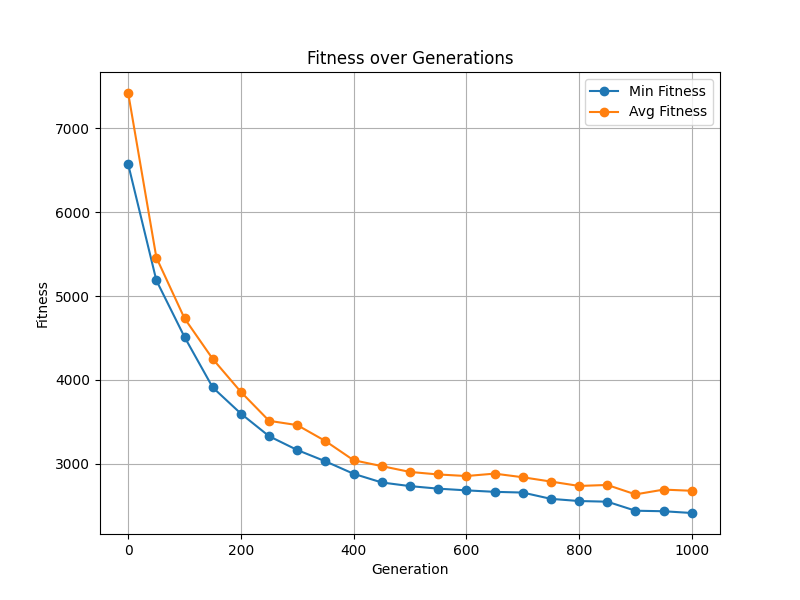 Fitness over Generations
Min Fitness
Avg Fitness
7000
6000
5000
4000
3000
Fitness
0 200 400 600 800 1000
Generation